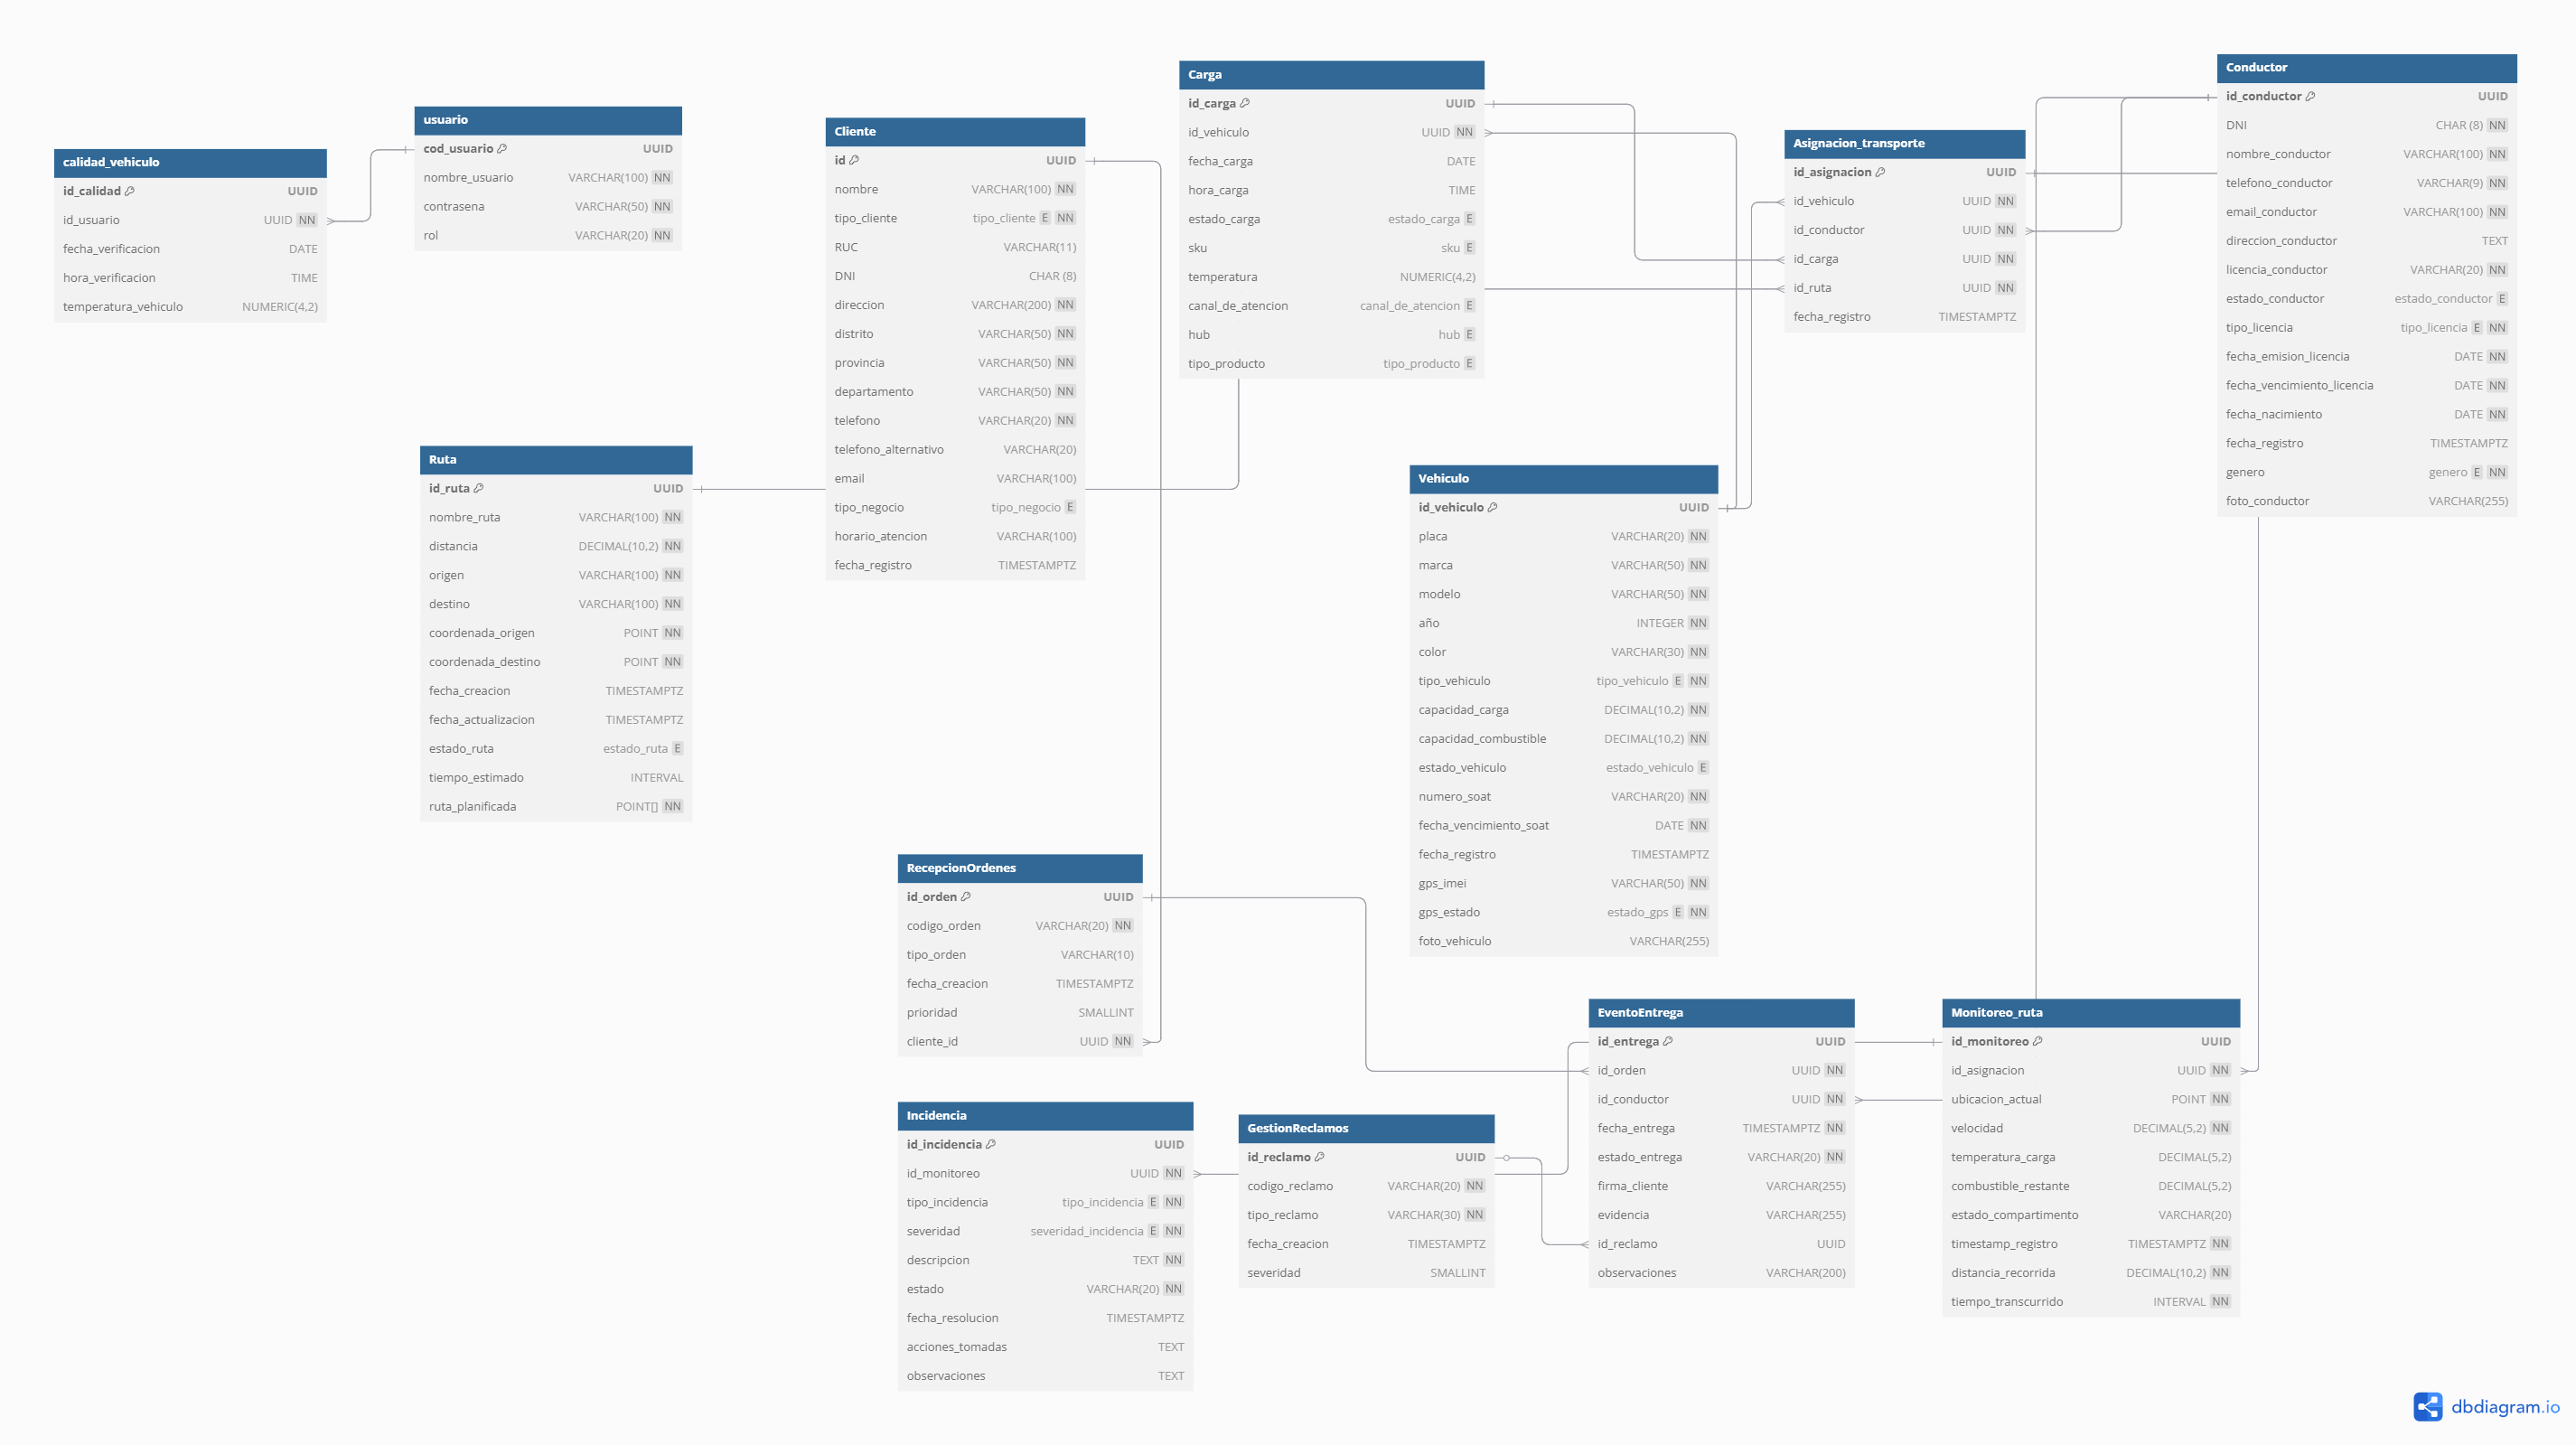 calidad_vehiculo
id_calidad UUID
id_usuario UUID NN
fecha_verificacion DATE
hora_verificacion TIME
temperatura_vehiculo NUMERIC(4,2)
usuario
cod_usuario UUID
nombre_usuario VARCHAR(100) NN
contrasena VARCHAR(50) NN
rol VARCHAR(20) NN
Cliente
id UUID
nombre VARCHAR(100) NN
tipo_cliente tipo_cliente E NN
RUC VARCHAR(11)
DNI CHAR (8)
direccion VARCHAR(200) NN
distrito VARCHAR(50) NN
provincia VARCHAR(50) NN
departamento VARCHAR(50) NN
telefono VARCHAR(20) NN
telefono_alternativo VARCHAR(20)
email VARCHAR(100)
tipo_negocio tipo_negocio E
horario_atencion VARCHAR(100)
fecha_registro TIMESTAMPTZ
Carga
id_carga UUID
id_vehiculo UUID NN
fecha_carga DATE
hora_carga TIME
estado_carga estado_carga E
sku sku E
temperatura NUMERIC(4,2)
canal_de_atencion canal_de_atencion E
hub hub E
tipo_producto tipo_producto E
Asignacion_transporte
id_asignacion UUID
id_vehiculo UUID NN
id_conductor UUID NN
id_carga UUID NN
id_ruta UUID NN
fecha_registro TIMESTAMPTZ
Conductor
id_conductor UUID
DNI CHAR (8) NN
nombre_conductor VARCHAR(100) NN
telefono_conductor VARCHAR(9) NN
email_conductor VARCHAR(100) NN
direccion_conductor TEXT
licencia_conductor VARCHAR(20) NN
estado_conductor estado_conductor E
tipo_licencia tipo_licencia E NN
fecha_emision_licencia DATE NN
fecha_vencimiento_licencia DATE NN
fecha_nacimiento DATE NN
fecha_registro TIMESTAMPTZ
genero genero E NN
foto_conductor VARCHAR(255)
Ruta
id_ruta UUID
nombre_ruta VARCHAR(100) NN
distancia DECIMAL(10,2) NN
origen VARCHAR(100) NN
destino VARCHAR(100) NN
coordenada_origen POINT NN
coordenada_destino POINT NN
fecha_creacion TIMESTAMPTZ
fecha_actualizacion TIMESTAMPTZ
estado_ruta estado_ruta E
tiempo_estimado INTERVAL
ruta_planificada POINT[] NN
Vehiculo
id_vehiculo UUID
placa VARCHAR(20) NN
marca VARCHAR(50) NN
modelo VARCHAR(50) NN
año INTEGER NN
color VARCHAR(30) NN
tipo_vehiculo tipo_vehiculo E NN
capacidad_carga DECIMAL(10,2) NN
capacidad_combustible DECIMAL(10,2) NN
estado_vehiculo estado_vehiculo E
numero_soat VARCHAR(20) NN
fecha_vencimiento_soat DATE NN
fecha_registro TIMESTAMPTZ
gps_imei VARCHAR(50) NN
gps_estado estado_gps E NN
foto_vehiculo VARCHAR(255)
RecepcionOrdenes
id_orden UUID
codigo_orden VARCHAR(20) NN
tipo_orden VARCHAR(10)
fecha_creacion TIMESTAMPTZ
prioridad SMALLINT
cliente_id UUID NN
Incidencia
id_incidencia UUID
id_monitoreo UUID NN
tipo_incidencia tipo_incidencia E NN
severidad severidad_incidencia E NN
descripcion TEXT NN
estado VARCHAR(20) NN
fecha_resolucion TIMESTAMPTZ
acciones_tomadas TEXT
observaciones TEXT
GestionReclamos
id_reclamo UUID
codigo_reclamo VARCHAR(20) NN
tipo_reclamo VARCHAR(30) NN
fecha_creacion TIMESTAMPTZ
severidad SMALLINT
EventoEntrega
id_entrega UUID
id_orden UUID NN
id_conductor UUID NN
fecha_entrega TIMESTAMPTZ NN
estado_entrega VARCHAR(20) NN
firma_cliente VARCHAR(255)
evidencia VARCHAR(255)
id_reclamo UUID
observaciones VARCHAR(200)
Monitoreo_ruta
id_monitoreo UUID
id_asignacion UUID NN
ubicacion_actual POINT NN
velocidad DECIMAL(5,2) NN
temperatura_carga DECIMAL(5,2)
combustible_restante DECIMAL(5,2)
estado_compartimento VARCHAR(20)
timestamp_registro TIMESTAMPTZ NN
distancia_recorrida DECIMAL(10,2) NN
tiempo_transcurrido INTERVAL NN
dbdiagram.io